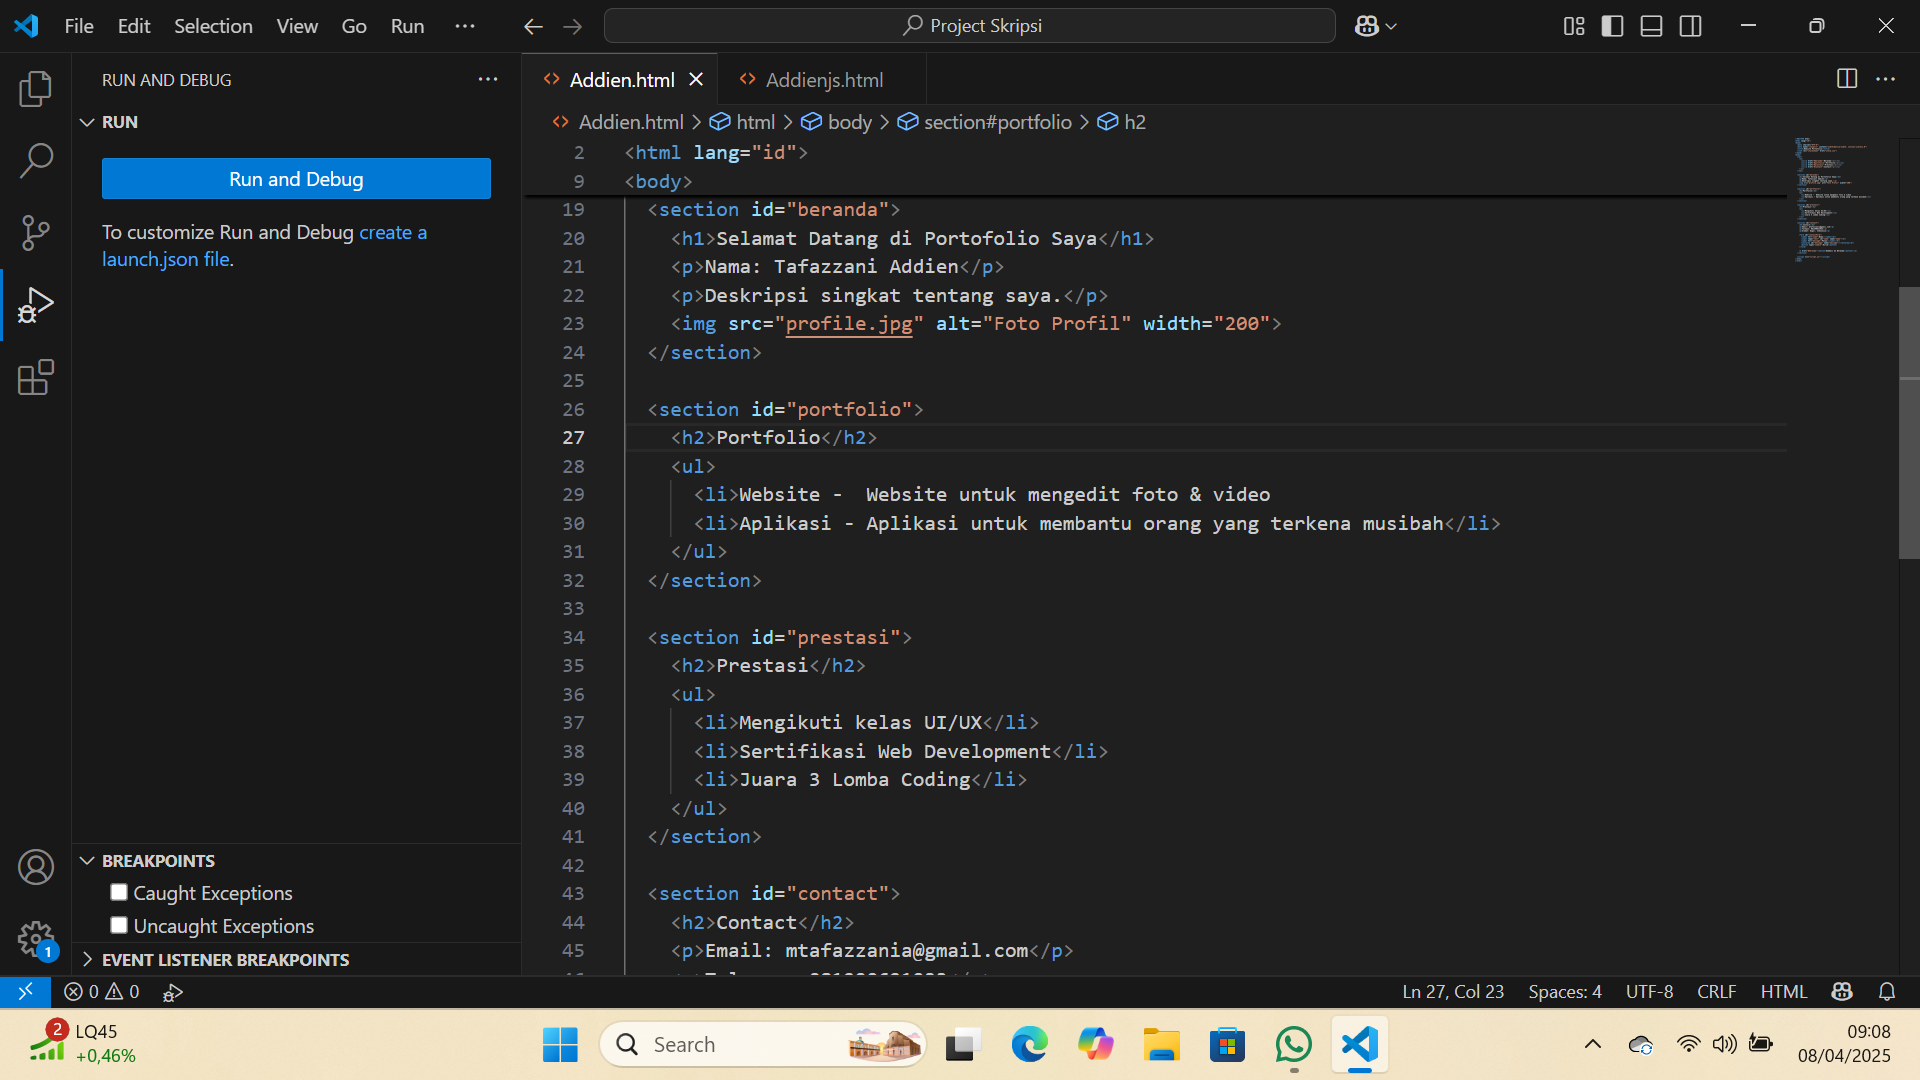 File Edit Selection View Go Run ···
Project Skripsi
RUN AND DEBUG
RUN
Run and Debug
To customize Run and Debug create a
launch.json file.
BREAKPOINTS
Caught Exceptions
Uncaught Exceptions
EVENT LISTENER BREAKPOINTS
Addien.html
Addienjs.html
Addien.html > html > body > section#portfolio > h2
2 <html lang="id">
9 <body>
19 <section id="beranda">
20 <h1>Selamat Datang di Portofolio Saya</h1>
21 <p>Nama: Tafazzani Addien</p>
22 <p>Deskripsi singkat tentang saya.</p>
23 <img src="profile.jpg" alt="Foto Profil" width="200">
24 </section>
25
26 <section id="portfolio">
27 <h2>Portfolio</h2>
28 <ul>
29 <li>Website -  Website untuk mengedit foto & video
30 <li>Aplikasi - Aplikasi untuk membantu orang yang terkena musibah</li>
31 </ul>
32 </section>
33
34 <section id="prestasi">
35 <h2>Prestasi</h2>
36 <ul>
37 <li>Mengikuti kelas UI/UX</li>
38 <li>Sertifikasi Web Development</li>
39 <li>Juara 3 Lomba Coding</li>
40 </ul>
41 </section>
42
43 <section id="contact">
44 <h2>Contact</h2>
45 <p>Email: mtafazzania@gmail.com</p>
1
0 0
Ln 27, Col 23 Spaces: 4 UTF-8 CRLF HTML
2 LQ45
+0,46%
Search
09:08
08/04/2025